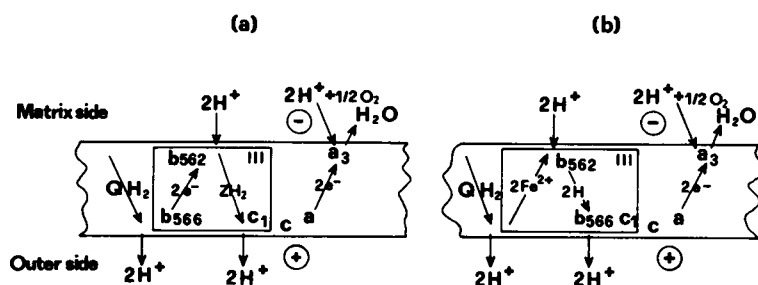 (a)
(b)
Matrix side
2H+
2H+ +1/2 O2
H2O
b562
III
a3
QH2
2e-
ZH2
2e-
b566
c1
c
a
Outer side
2H+
2H+
+
-
2H+
2H+ +1/2 O2
H2O
-
b562
III
a3
QH2
2Fe2+
2H
2e-
b566
c1
c
a
2H+
2H+
+